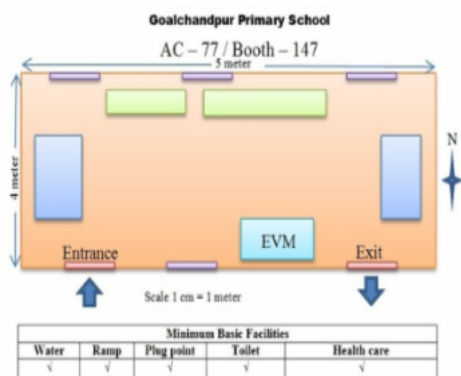 Goalchandpur Primary School
AC – 77 / Booth – 147
5 meter
4 meter
N
EVM
Entrance
Exit
Scale 1 cm = 1 meter
Minimum Basic Facilities
Water Ramp Plug point Toilet Health care
√ √ √ √ √